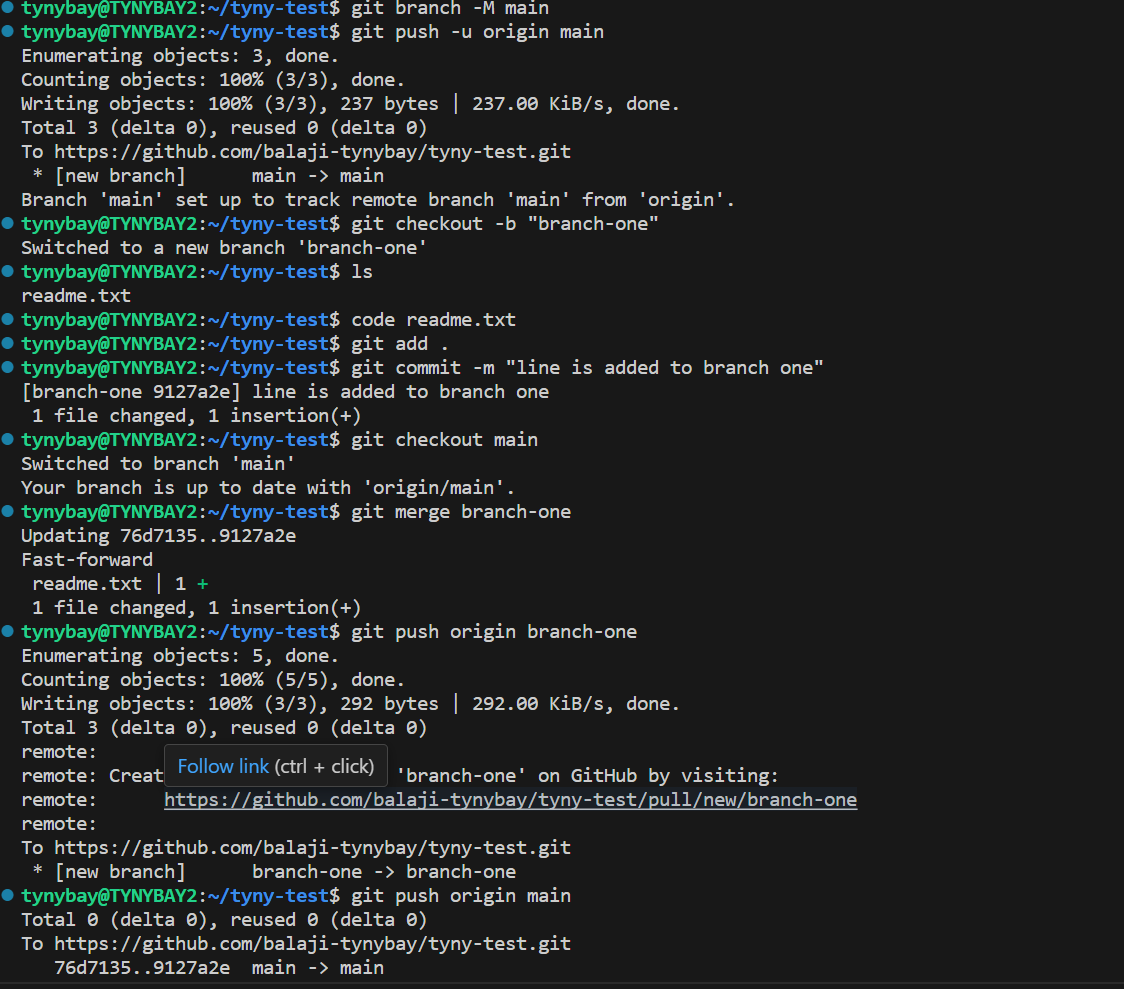 tynybay@TYNYBAY2:~/tyny-test$ git branch -M main
tynybay@TYNYBAY2:~/tyny-test$ git push -u origin main
Enumerating objects: 3, done.
Counting objects: 100% (3/3), done.
Writing objects: 100% (3/3), 237 bytes | 237.00 KiB/s, done.
Total 3 (delta 0), reused 0 (delta 0)
To https://github.com/balaji-tynybay/tyny-test.git
 * [new branch]      main -> main
Branch 'main' set up to track remote branch 'main' from 'origin'.
tynybay@TYNYBAY2:~/tyny-test$ git checkout -b "branch-one"
Switched to a new branch 'branch-one'
tynybay@TYNYBAY2:~/tyny-test$ ls
readme.txt
tynybay@TYNYBAY2:~/tyny-test$ code readme.txt
tynybay@TYNYBAY2:~/tyny-test$ git add .
tynybay@TYNYBAY2:~/tyny-test$ git commit -m "line is added to branch one"
[branch-one 9127a2e] line is added to branch one
 1 file changed, 1 insertion(+)
tynybay@TYNYBAY2:~/tyny-test$ git checkout main
Switched to branch 'main'
Your branch is up to date with 'origin/main'.
tynybay@TYNYBAY2:~/tyny-test$ git merge branch-one
Updating 76d7135..9127a2e
Fast-forward
 readme.txt | 1 +
 1 file changed, 1 insertion(+)
tynybay@TYNYBAY2:~/tyny-test$ git push origin branch-one
Enumerating objects: 5, done.
Counting objects: 100% (5/5), done.
Writing objects: 100% (3/3), 292 bytes | 292.00 KiB/s, done.
Total 3 (delta 0), reused 0 (delta 0)
remote:
Follow link (ctrl + click)
remote: Creat 'branch-one' on GitHub by visiting:
remote:      https://github.com/balaji-tynybay/tyny-test/pull/new/branch-one
remote:
To https://github.com/balaji-tynybay/tyny-test.git
 * [new branch]      branch-one -> branch-one
tynybay@TYNYBAY2:~/tyny-test$ git push origin main
Total 0 (delta 0), reused 0 (delta 0)
To https://github.com/balaji-tynybay/tyny-test.git
   76d7135..9127a2e  main -> main